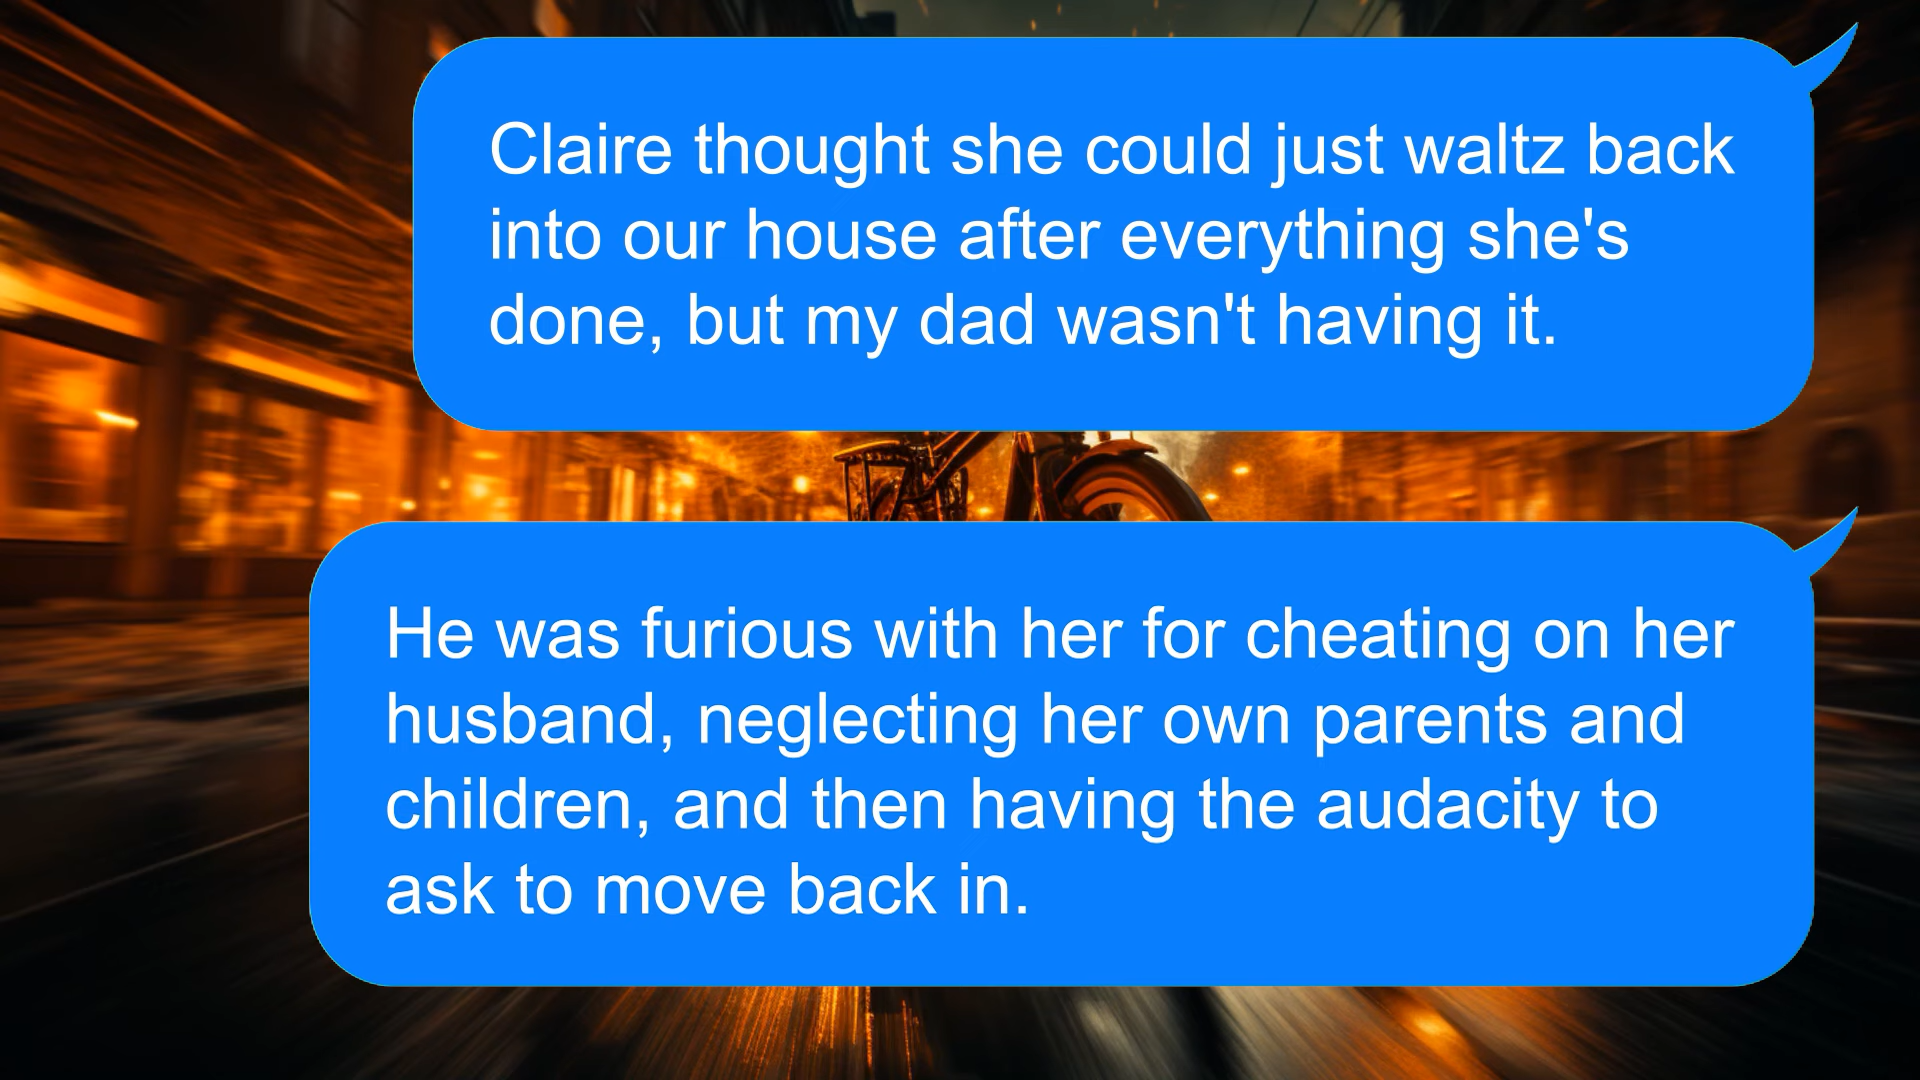 Claire thought she could just waltz back
into our house after everything she's
done, but my dad wasn't having it.
He was furious with her for cheating on her
husband, neglecting her own parents and
children, and then having the audacity to
ask to move back in.